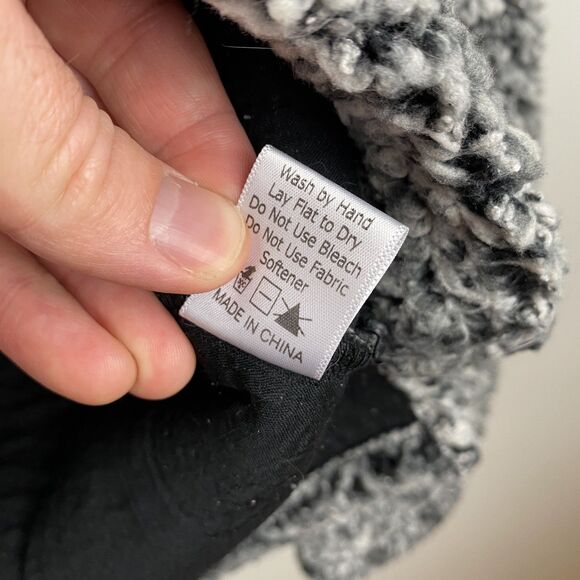 Wash by Hand
Lay Flat to Dry
Do Not Use Bleach
Do Not Use Fabric
Softener
MADE IN CHINA